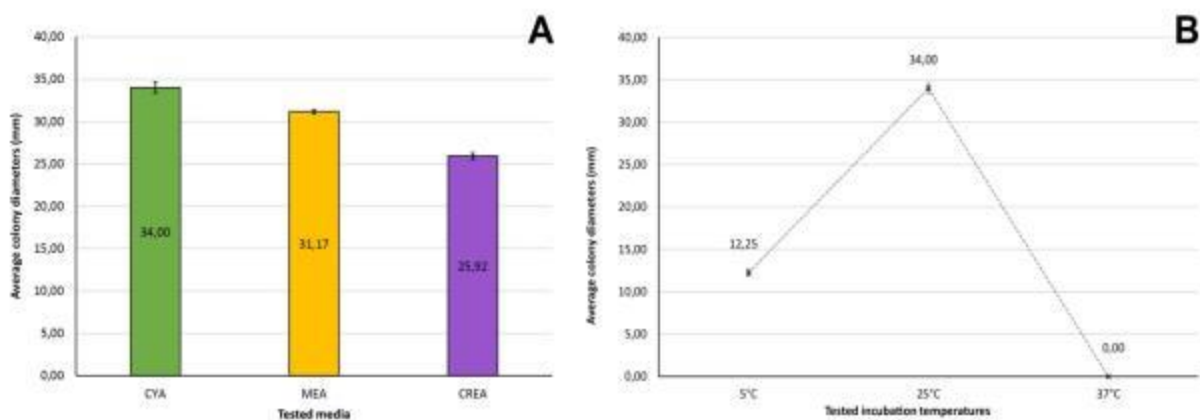 A
Average colony diameters (mm)
40,00
35,00
30,00
25,00
20,00
15,00
10,00
5,00
0,00
34,00
31,17
25,92
CYA
MEA
CREA
Tested media
B
Average colony diameters (mm)
40,00
35,00
30,00
25,00
20,00
15,00
10,00
5,00
0,00
12,25
34,00
0,00
5°C
25°C
37°C
Tested incubation temperatures